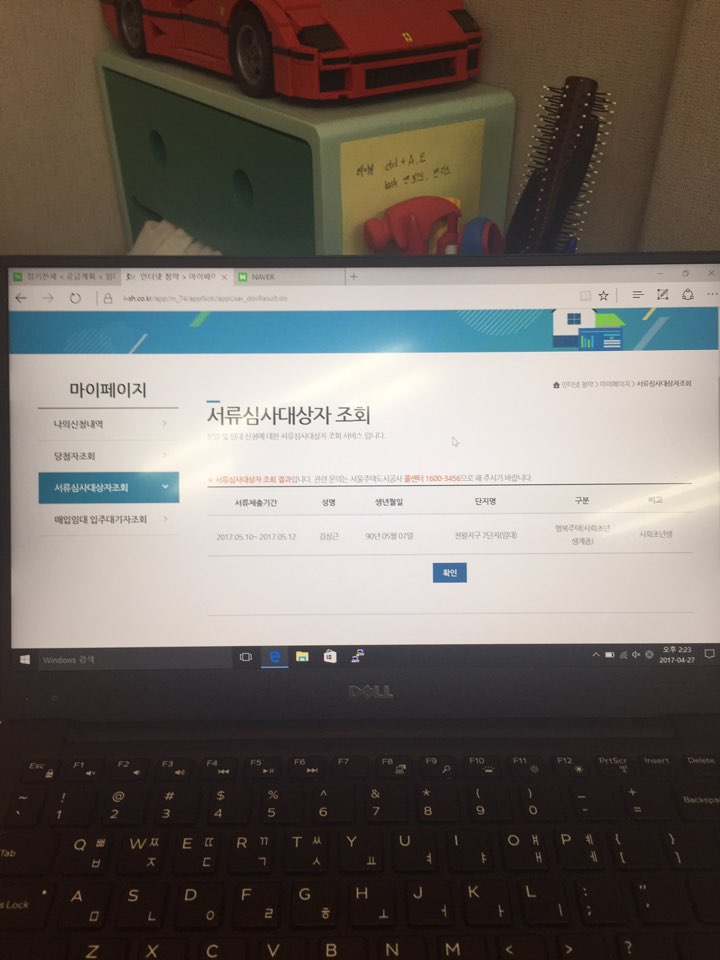 ctrl + A, E
장기전세 < 공급계획 < 임대
인터넷 청약 > 마이페이
NAVER
i-sh.co.kr/app/m_74/appNoti/appUser_docResult.do
인터넷 청약 > 마이페이지 > 서류심사대상자조회
마이페이지
나의신청내역
당첨자조회
서류심사대상자조회
매입임대 입주대기자조회
서류심사대상자 조회
분양 및 임대 신청에 대한 서류심사대상자 조회 서비스 입니다.
* 서류심사대상자 조회 결과입니다. 관련 문의는 서울주택도시공사 콜센터 1600-3456으로 해 주시기 바랍니다.
서류제출기간 성명 생년월일 단지명 구분 비고
2017.05.10~ 2017.05.12 김삼근 90년 05월 07일 천왕지구 7단지(임대) 행복주택(사회초년
생계층) 사회초년생
확인
Windows 검색
오후 2:23
2017-04-27
DELL
Esc F1 F2 F3 F4 F5 F6 F7 F8 F9 F10 F11 F12 PrtScr Insert Delete
~ ! @ # $ % ^ & * ( ) _ +
` 1 2 3 4 5 6 7 8 9 0 - = Backspa
Tab Q ㅃ W ㅉ E ㄸ R ㄲ T ㅆ Y U I O ㅒ P ㅖ { }
ㅂ ㅈ ㄷ ㄱ ㅅ ㅛ ㅕ ㅑ ㅐ ㅔ [ ]
s Lock A S D F G H J K L : "
ㅁ ㄴ ㅇ ㄹ ㅎ ㅗ ㅓ ㅏ ㅣ ; '
Z X C V B N M < > ?